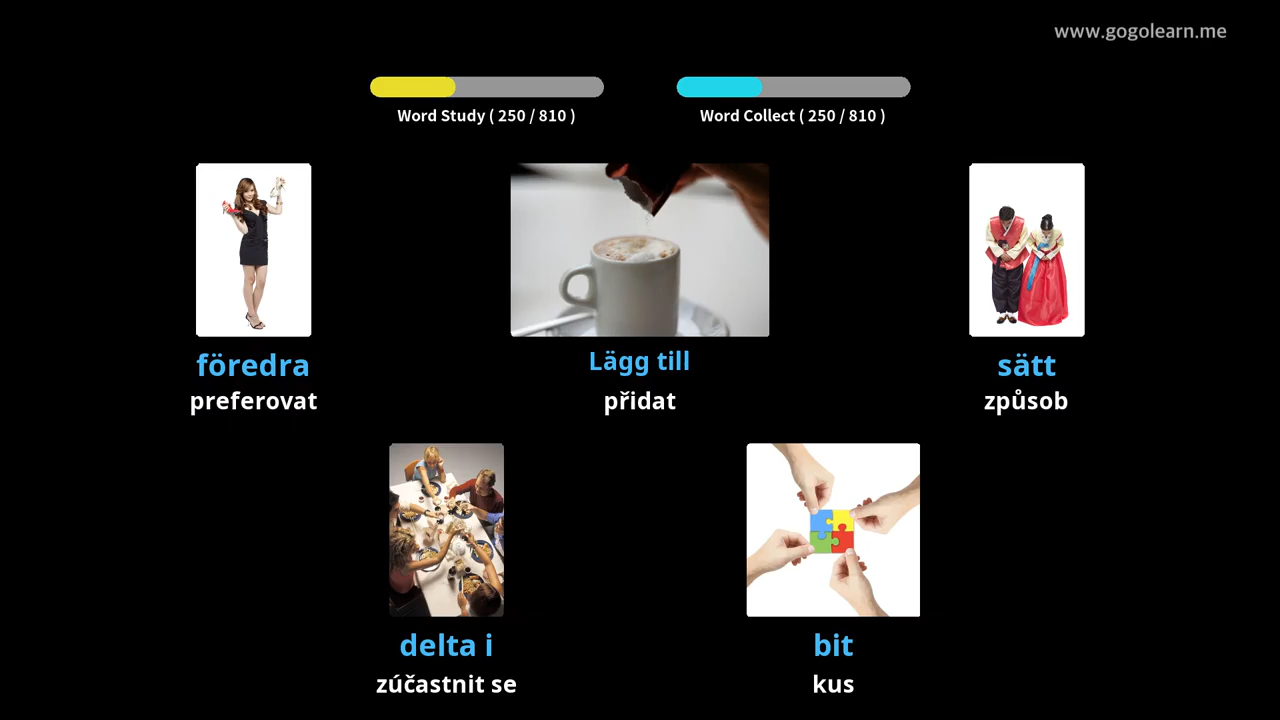 www.gogolearn.me
Word Study ( 250 / 810 )
Word Collect ( 250 / 810 )
föredra
preferovat
Lägg till
přidat
sätt
způsob
delta i
zúčastnit se
bit
kus